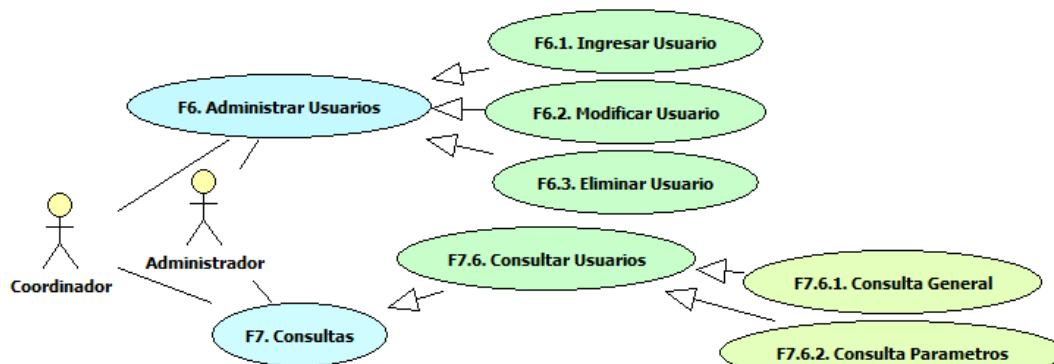 F6.1. Ingresar Usuario
F6. Administrar Usuarios
F6.2. Modificar Usuario
F6.3. Eliminar Usuario
Coordinador
Administrador
F7.6. Consultar Usuarios
F7.6.1. Consulta General
F7. Consultas
F7.6.2. Consulta Parametros